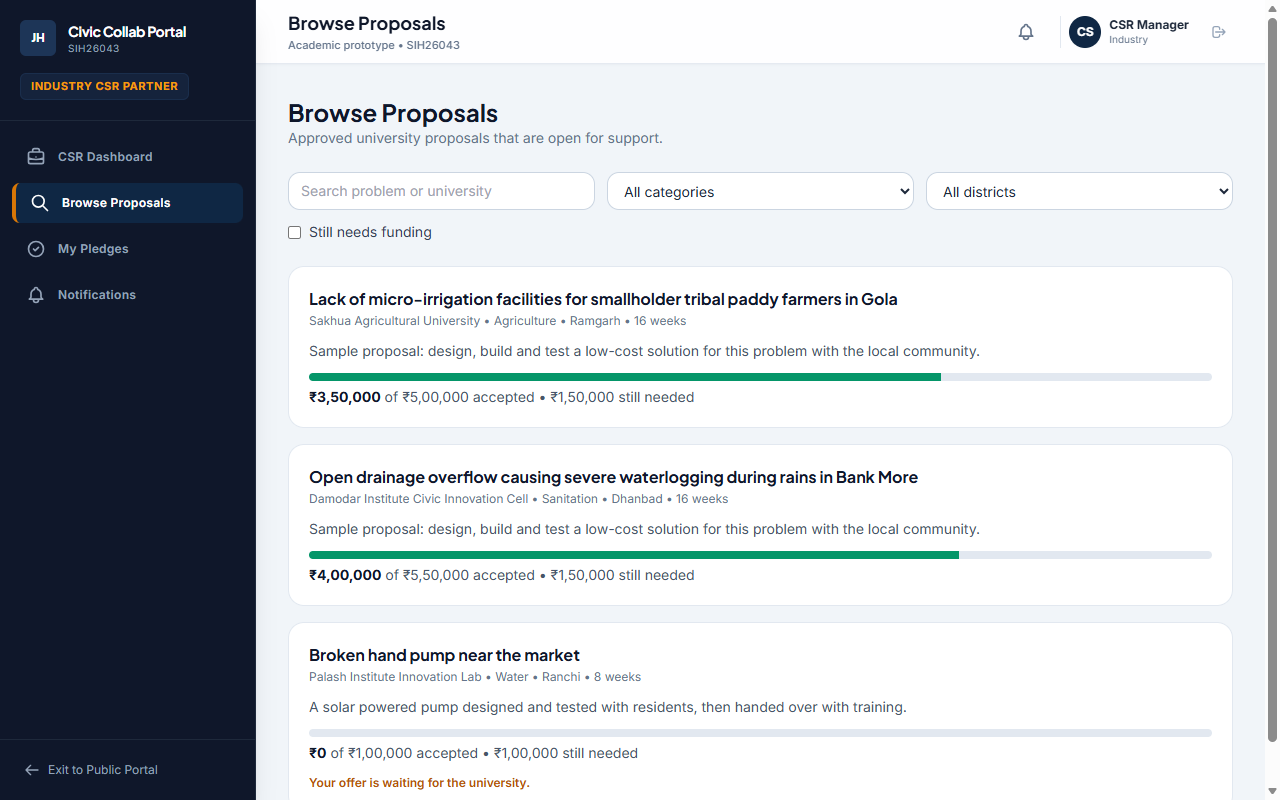 JH
Civic Collab Portal
SIH26043
INDUSTRY CSR PARTNER
CSR Dashboard
Browse Proposals
My Pledges
Notifications
Exit to Public Portal
Browse Proposals
Academic prototype • SIH26043
CS
CSR Manager
Industry
Browse Proposals
Approved university proposals that are open for support.
Search problem or university
All categories
All districts
Still needs funding
Lack of micro-irrigation facilities for smallholder tribal paddy farmers in Gola
Sakhua Agricultural University • Agriculture • Ramgarh • 16 weeks
Sample proposal: design, build and test a low-cost solution for this problem with the local community.
₹3,50,000 of ₹5,00,000 accepted • ₹1,50,000 still needed
Open drainage overflow causing severe waterlogging during rains in Bank More
Damodar Institute Civic Innovation Cell • Sanitation • Dhanbad • 16 weeks
Sample proposal: design, build and test a low-cost solution for this problem with the local community.
₹4,00,000 of ₹5,50,000 accepted • ₹1,50,000 still needed
Broken hand pump near the market
Palash Institute Innovation Lab • Water • Ranchi • 8 weeks
A solar powered pump designed and tested with residents, then handed over with training.
₹0 of ₹1,00,000 accepted • ₹1,00,000 still needed
Your offer is waiting for the university.